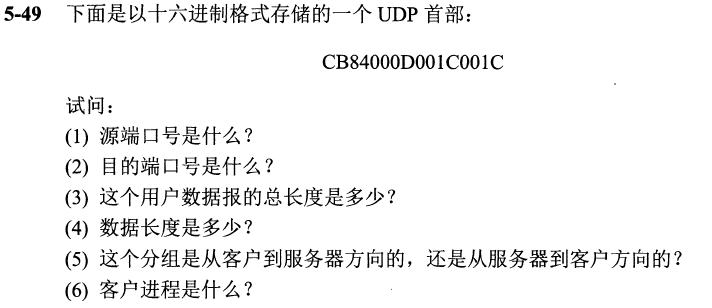 5-49 下面是以十六进制格式存储的一个 UDP 首部：
CB84000D001C001C
试问：
(1) 源端口号是什么？
(2) 目的端口号是什么？
(3) 这个用户数据报的总长度是多少？
(4) 数据长度是多少？
(5) 这个分组是从客户到服务器方向的，还是从服务器到客户方向的？
(6) 客户进程是什么？